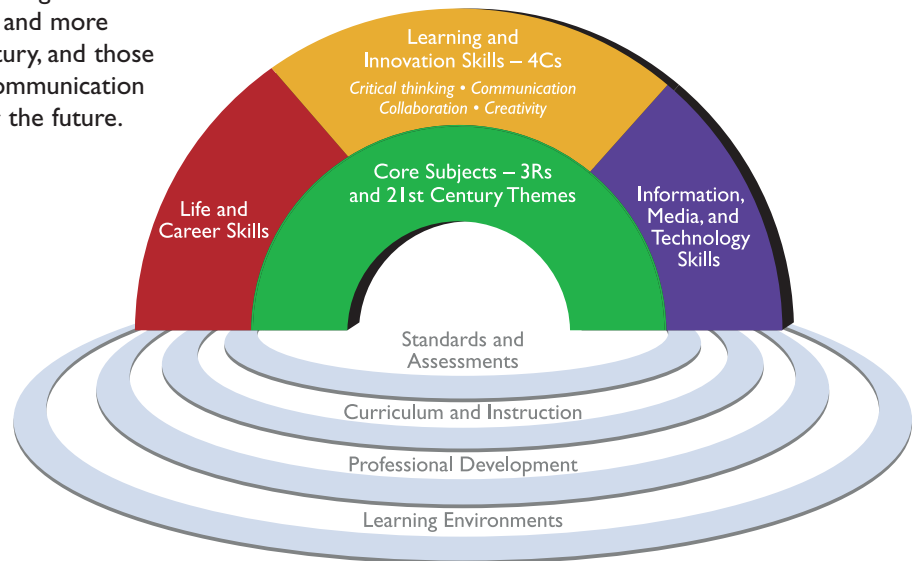 and more
tury, and those
ommunication
the future.
Learning and
Innovation Skills – 4Cs
Critical thinking • Communication
Collaboration • Creativity
Core Subjects – 3Rs
and 21st Century Themes
Life and
Career Skills
Information,
Media, and
Technology
Skills
Standards and
Assessments
Curriculum and Instruction
Professional Development
Learning Environments